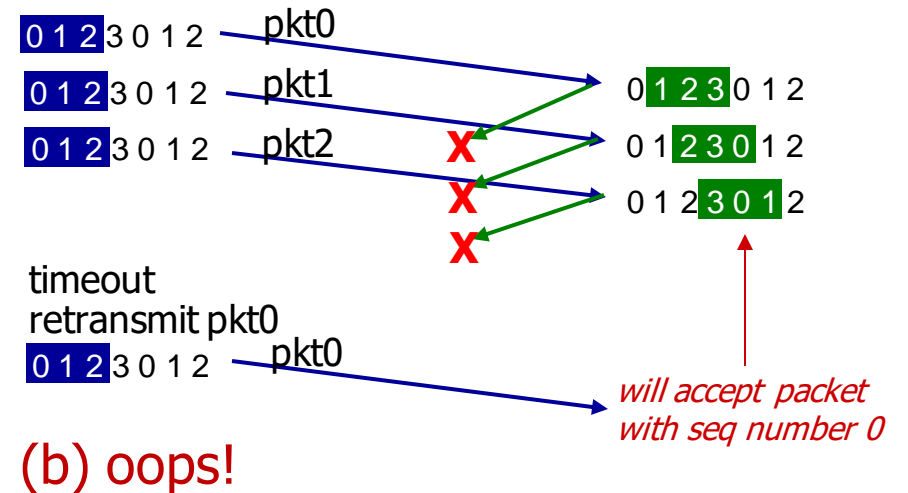 0 1 2 3 0 1 2 pkt0
0 1 2 3 0 1 2
0 1 2 3 0 1 2 pkt1
X 0 1 2 3 0 1 2
0 1 2 3 0 1 2 pkt2
X 0 1 2 3 0 1 2
X
timeout
retransmit pkt0
0 1 2 3 0 1 2 pkt0
will accept packet
with seq number 0
(b) oops!